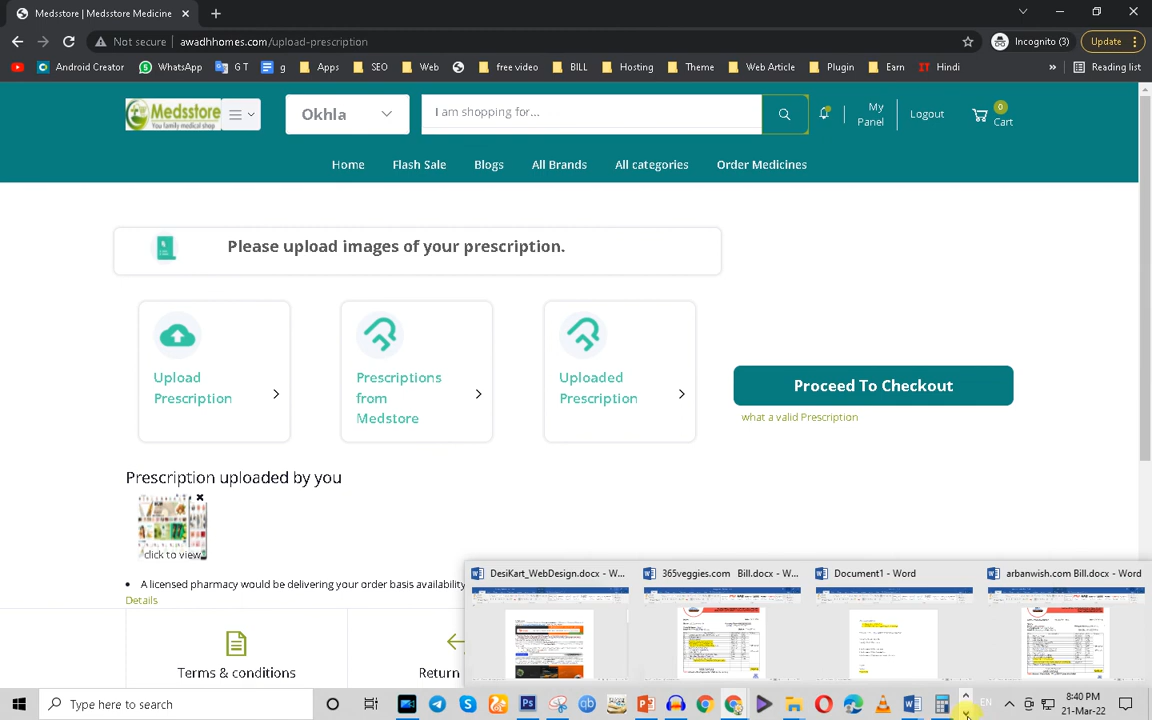 Medsstore | Medsstore Medicine
Not secure awadhhomes.com/upload-prescription
Incognito (3)
Update
Android Creator
WhatsApp
G T
g
Apps
SEO
Web
free video
BILL
Hosting
Theme
Web Article
Plugin
Earn
Hindi
»
Reading list
Medsstore
You family medical shop
Okhla
I am shopping for...
My Panel
Logout
0
Cart
Home
Flash Sale
Blogs
All Brands
All categories
Order Medicines
Please upload images of your prescription.
Upload
Prescription
Prescriptions
from
Medstore
Uploaded
Prescription
Proceed To Checkout
what a valid Prescription
Prescription uploaded by you
click to view
A licensed pharmacy would be delivering your order basis availability
Details
DesiKart_WebDesign.docx - W...
365veggies.com Bill.docx - W...
Document1 - Word
arbanwish.com Bill.docx - Word
Terms & conditions
Return
Type here to search
EN
8:40 PM
21-Mar-22